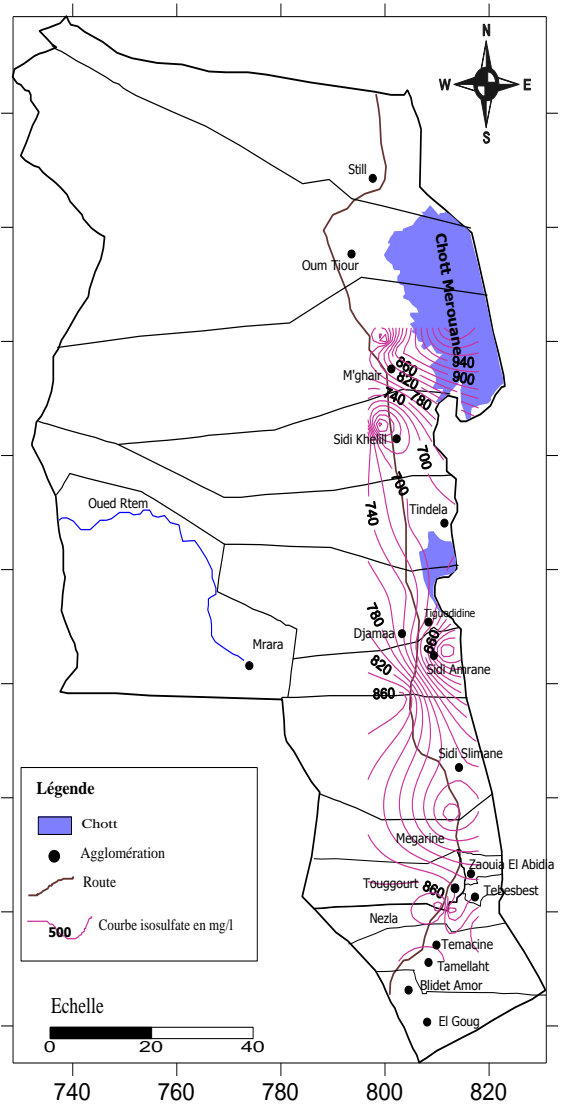 N
W E
S
Still
Oum Tiour
Chott Merouane
M'ghair
860
820
740
780
940
900
Sidi Khelill
700
700
740
Tindela
Oued Rtem
Tiguedidine
Djamaa
780
660
Sidi Amrane
820
860
Mrara
Sidi Slimane
Megarine
Zaouia El Abidia
Touggourt
860
Tebesbest
Nezla
Temacine
Tamellaht
Blidet Amor
El Goug
Légende
Chott
Agglomération
Route
500
Courbe isosulfate en mg/l
Echelle
0 20 40
740 760 780 800 820